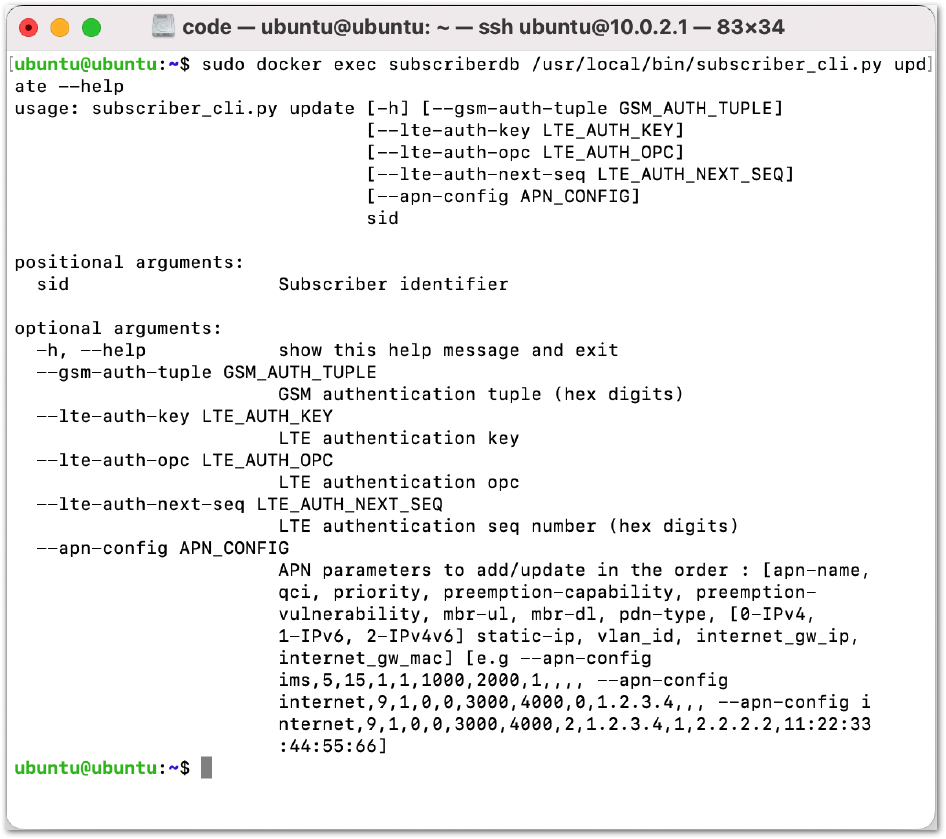 code — ubuntu@ubuntu: ~ — ssh ubuntu@10.0.2.1 — 83×34
[ubuntu@ubuntu:~$ sudo docker exec subscriberdb /usr/local/bin/subscriber_cli.py upd]
ate --help
usage: subscriber_cli.py update [-h] [--gsm-auth-tuple GSM_AUTH_TUPLE]
                                [--lte-auth-key LTE_AUTH_KEY]
                                [--lte-auth-opc LTE_AUTH_OPC]
                                [--lte-auth-next-seq LTE_AUTH_NEXT_SEQ]
                                [--apn-config APN_CONFIG]
                                sid

positional arguments:
  sid                   Subscriber identifier

optional arguments:
  -h, --help            show this help message and exit
  --gsm-auth-tuple GSM_AUTH_TUPLE
                        GSM authentication tuple (hex digits)
  --lte-auth-key LTE_AUTH_KEY
                        LTE authentication key
  --lte-auth-opc LTE_AUTH_OPC
                        LTE authentication opc
  --lte-auth-next-seq LTE_AUTH_NEXT_SEQ
                        LTE authentication seq number (hex digits)
  --apn-config APN_CONFIG
                        APN parameters to add/update in the order : [apn-name,
                        qci, priority, preemption-capability, preemption-
                        vulnerability, mbr-ul, mbr-dl, pdn-type, [0-IPv4,
                        1-IPv6, 2-IPv4v6] static-ip, vlan_id, internet_gw_ip,
                        internet_gw_mac] [e.g --apn-config
                        ims,5,15,1,1,1000,2000,1,,,, --apn-config
                        internet,9,1,0,0,3000,4000,0,1.2.3.4,,, --apn-config i
                        nternet,9,1,0,0,3000,4000,2,1.2.3.4,1,2.2.2.2,11:22:33
                        :44:55:66]
ubuntu@ubuntu:~$